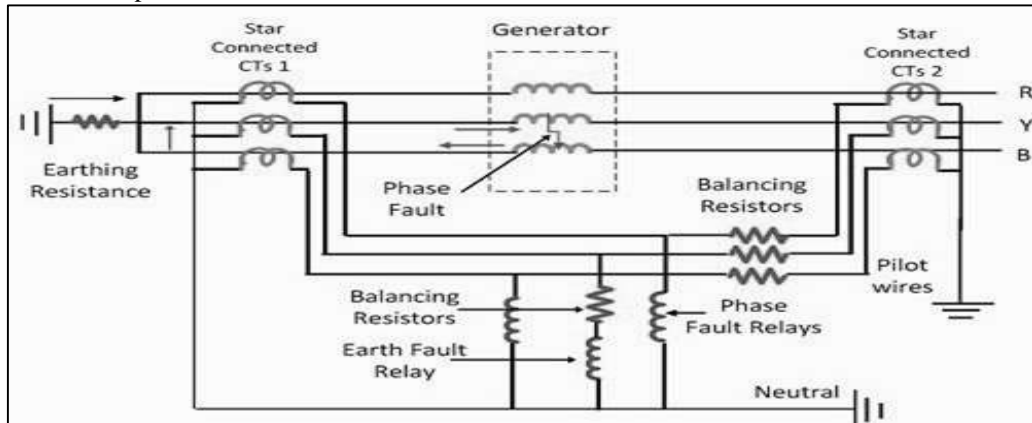 Star
Connected
CTs 1
Generator
Star
Connected
CTs 2
R
Y
B
Earthing
Resistance
Phase
Fault
Balancing
Resistors
Pilot
wires
Balancing
Resistors
Phase
Fault Relays
Earth Fault
Relay
Neutral